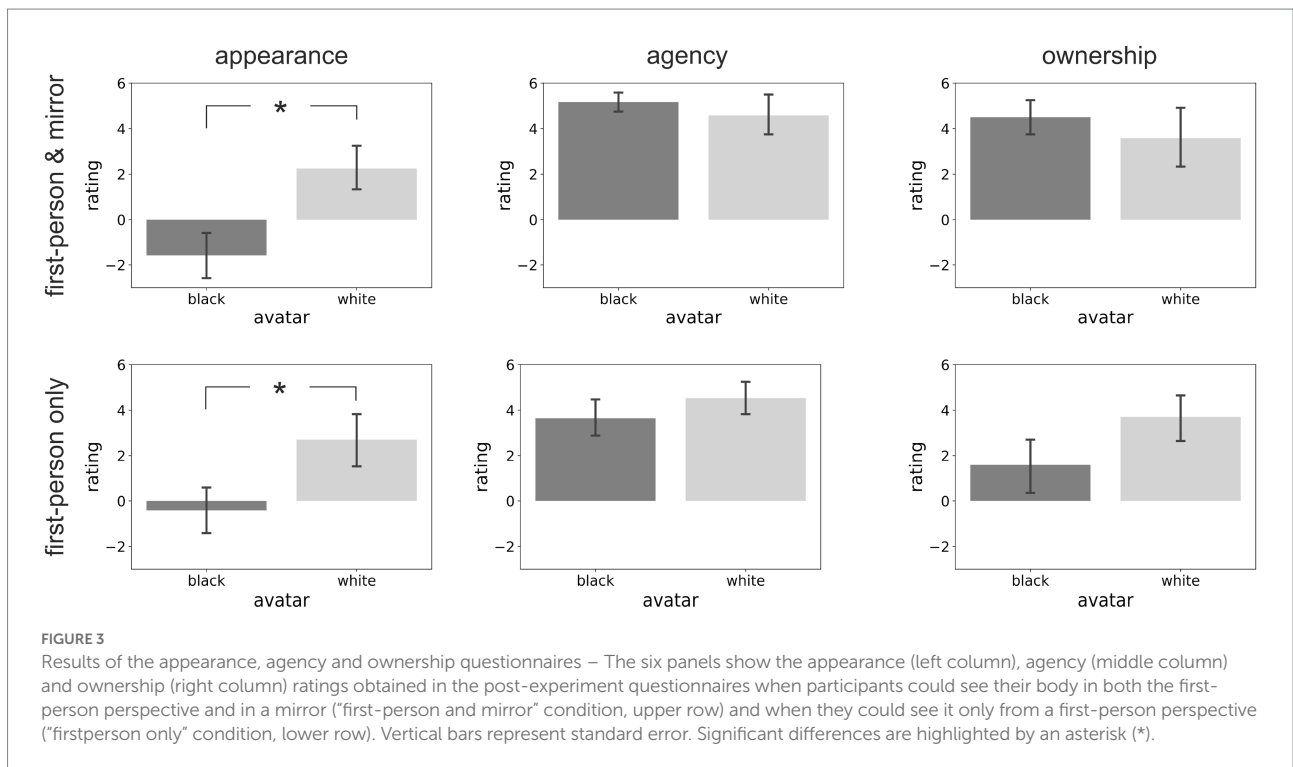 appearance
agency
ownership
first-person & mirror
6
4
2
0
−2
rating
*
black
white
avatar
6
4
2
0
−2
rating
black
white
avatar
6
4
2
0
−2
rating
black
white
avatar
first-person only
6
4
2
0
−2
rating
*
black
white
avatar
6
4
2
0
−2
rating
black
white
avatar
6
4
2
0
−2
rating
black
white
avatar
FIGURE 3
Results of the appearance, agency and ownership questionnaires – The six panels show the appearance (left column), agency (middle column)
and ownership (right column) ratings obtained in the post-experiment questionnaires when participants could see their body in both the first-
person perspective and in a mirror (“first-person and mirror” condition, upper row) and when they could see it only from a first-person perspective
(“firstperson only” condition, lower row). Vertical bars represent standard error. Significant differences are highlighted by an asterisk (*).